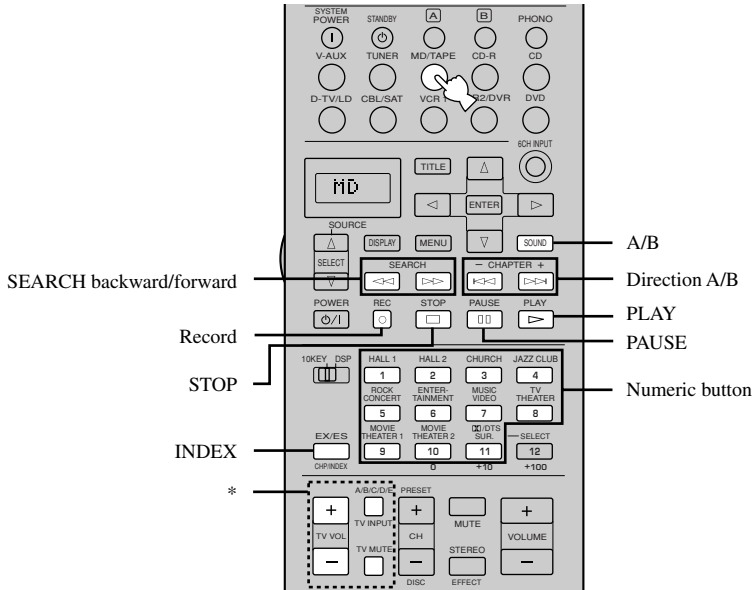 SYSTEM
POWER STANDBY A B PHONO
V-AUX TUNER MD/TAPE CD-R CD
D-TV/LD CBL/SAT VCR 1 R2/DVR DVD
6CH INPUT
TITLE
MD
ENTER
SOURCE
SELECT
DISPLAY MENU SOUND
A/B
SEARCH backward/forward
SEARCH
– CHAPTER +
Direction A/B
POWER REC STOP PAUSE PLAY
PLAY
Record
PAUSE
STOP
10KEY DSP
HALL 1 HALL 2 CHURCH JAZZ CLUB
1 2 3 4
ROCK CONCERT ENTER-TAINMENT MUSIC VIDEO TV THEATER
5 6 7 8
Numeric button
MOVIE THEATER 1 MOVIE THEATER 2 /DTS SUR. SELECT
9 10 11 12
0 +10 +100
INDEX
EX/ES
CHP/INDEX
*
A/B/C/D/E PRESET
+ + +
TV VOL TV INPUT CH MUTE VOLUME
TV MUTE STEREO
– – –
DISC EFFECT